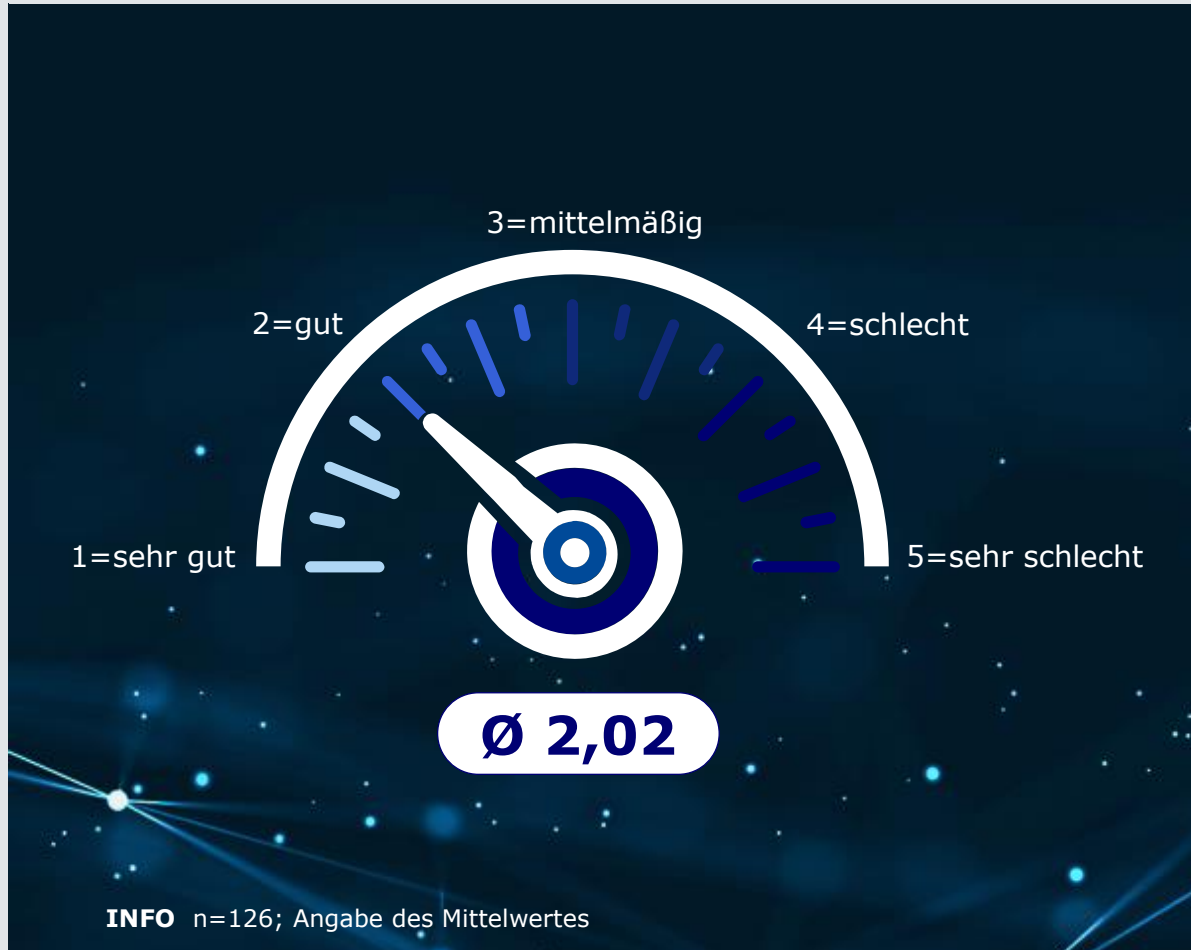 3=mittelmäßig
2=gut
4=schlecht
1=sehr gut
5=sehr schlecht
Ø 2,02
INFO n=126; Angabe des Mittelwertes